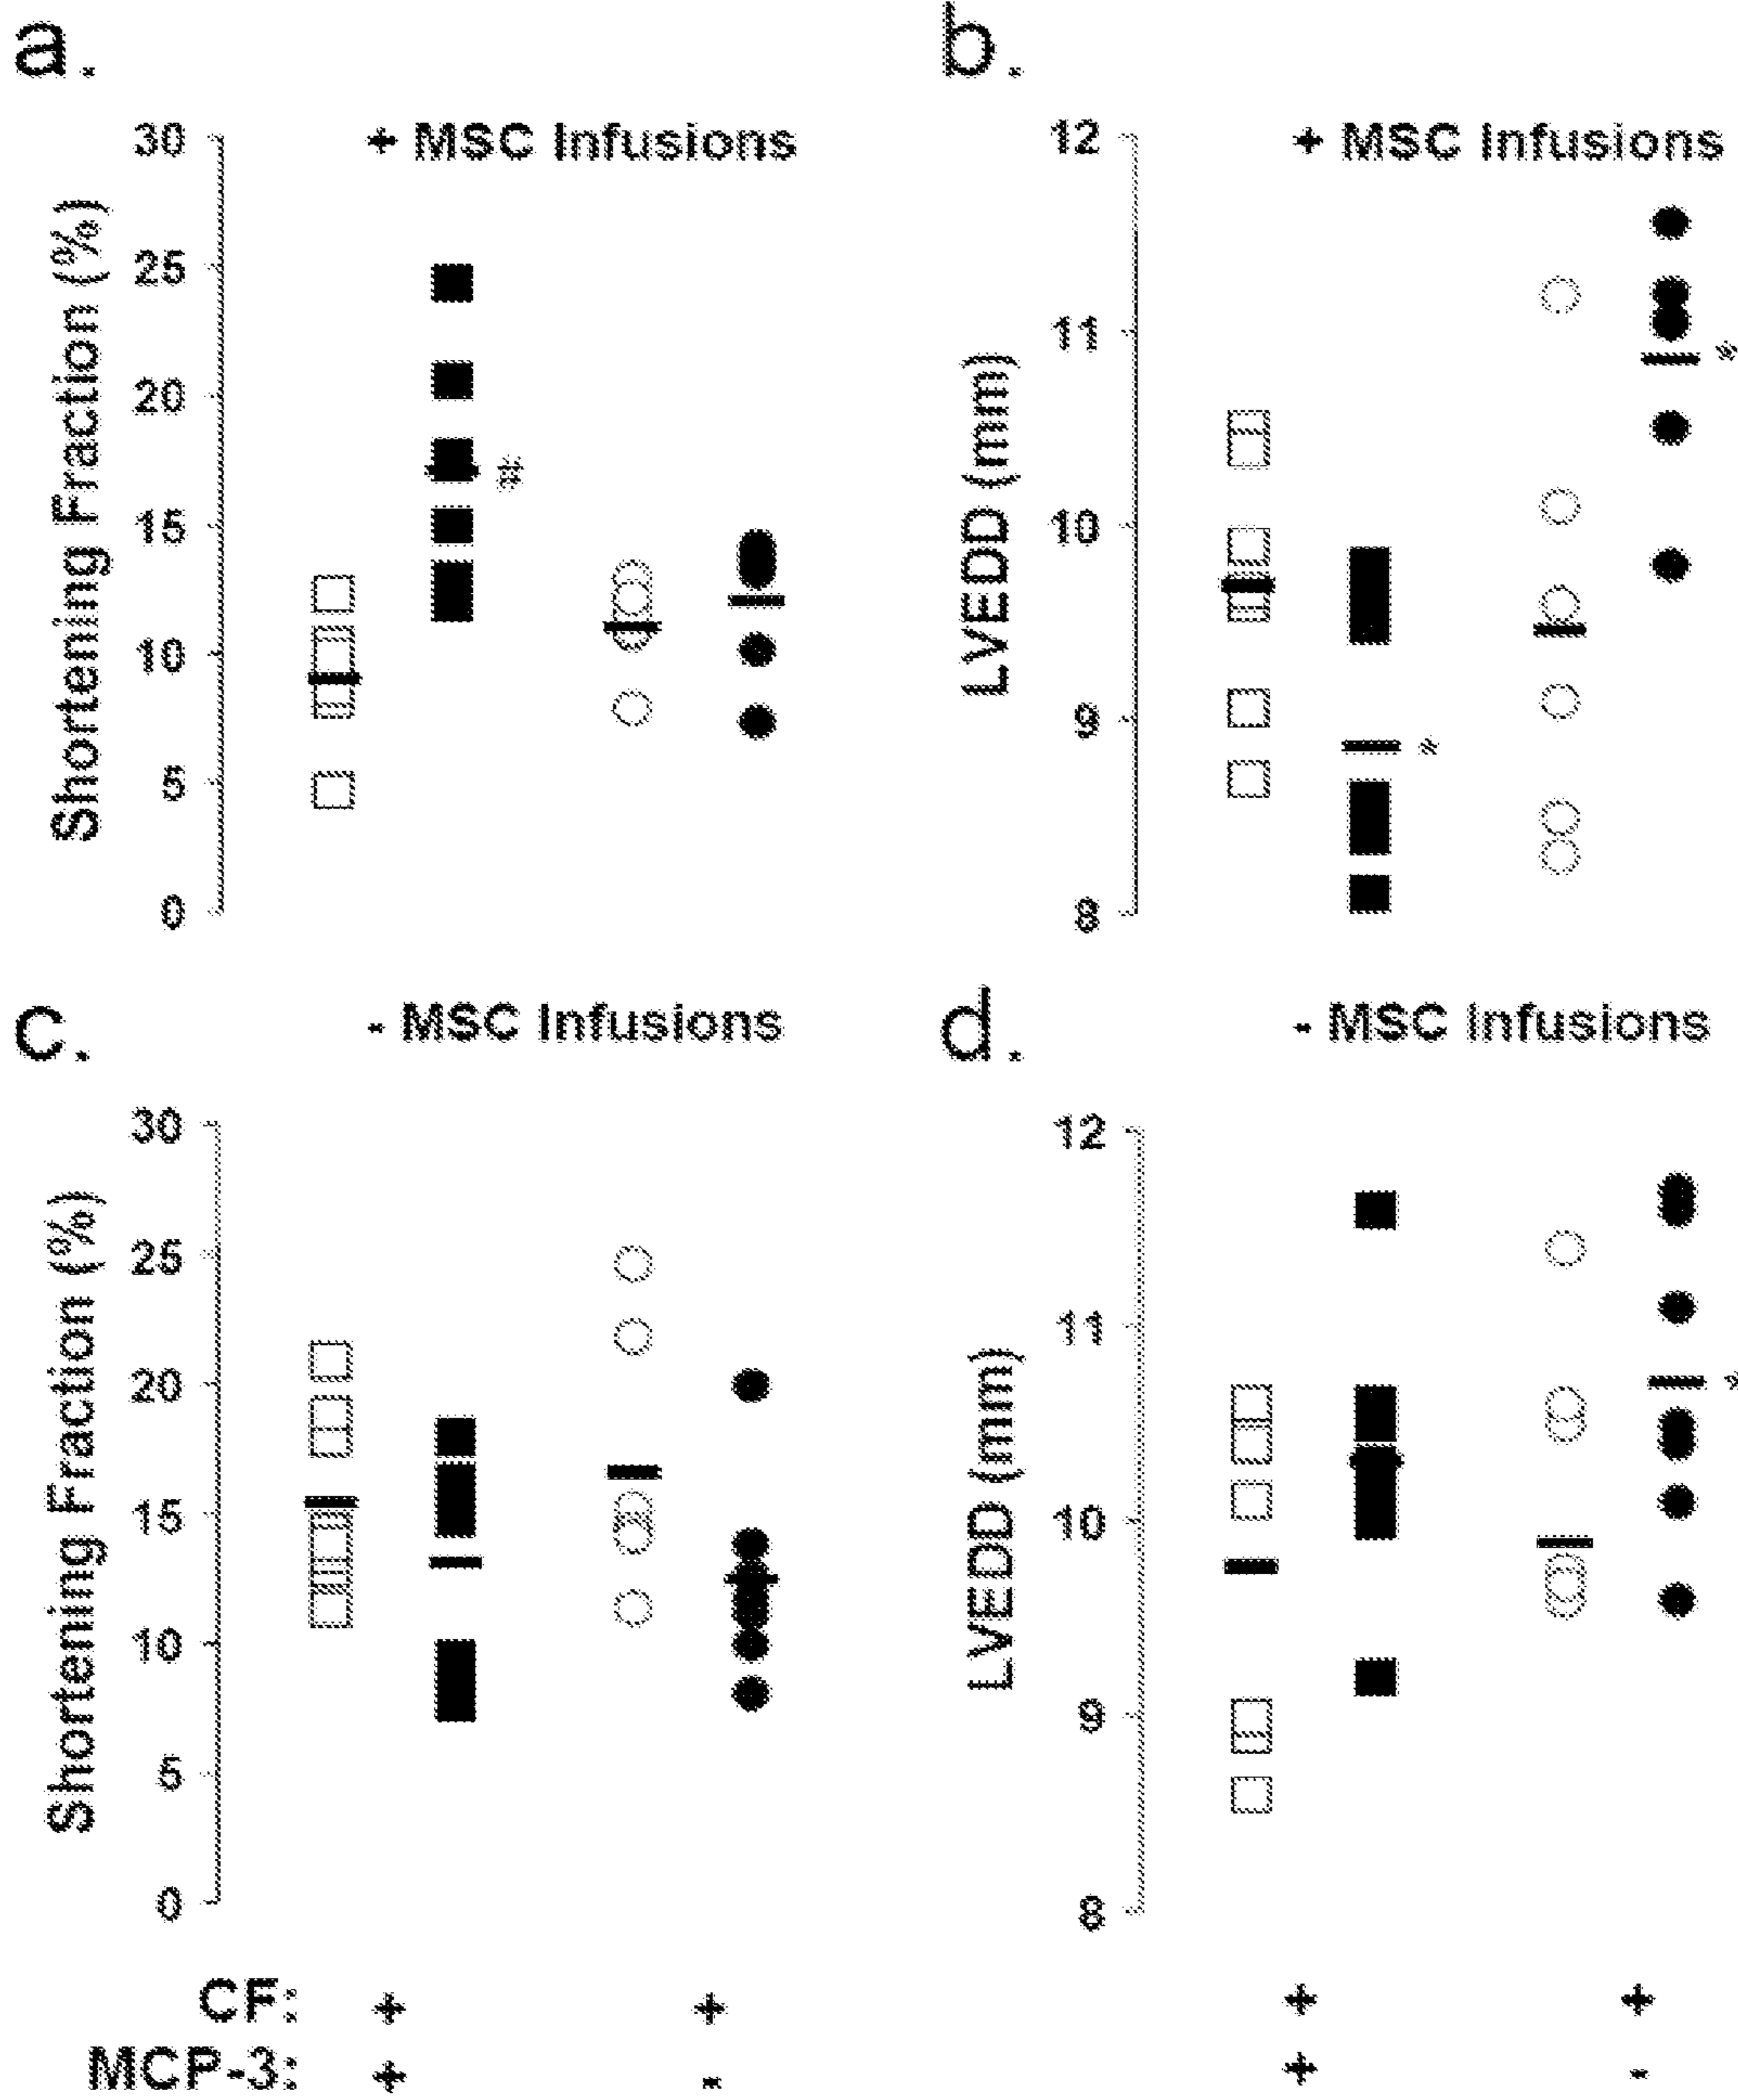 a.
+ MSC Infusions
Shortening Fraction (%)
30
25
20
15
10
5
0
#
b.
+ MSC Infusions
LVEDD (mm)
12
11
10
9
8
*
*
c.
- MSC Infusions
Shortening Fraction (%)
30
25
20
15
10
5
0
d.
- MSC Infusions
LVEDD (mm)
12
11
10
9
8
*
CF: + + + +
MCP-3: + - + -